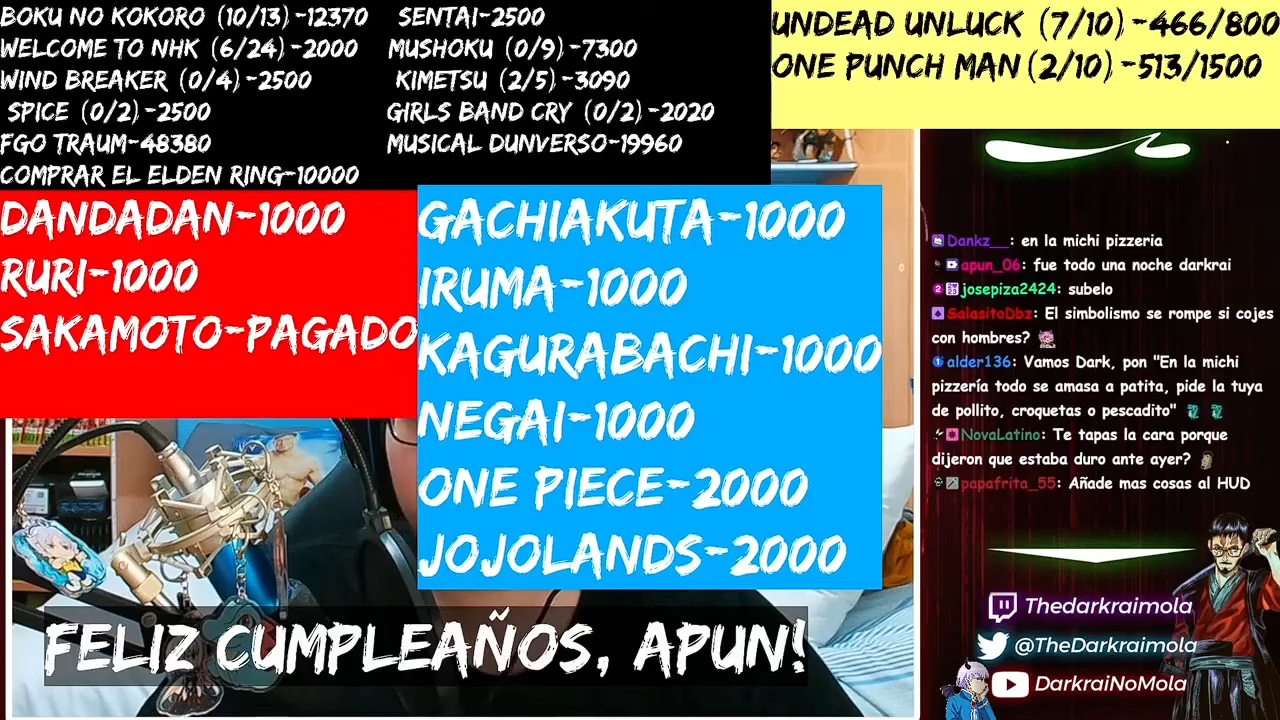 BOKU NO KOKORO (10/13)-12370
WELCOME TO NHK (6/24)-2000
WIND BREAKER (0/4)-2500
SPICE (0/2)-2500
FGO TRAUM-48380
COMPRAR EL ELDEN RING-10000
SENTAI-2500
MUSHOKU (0/9)-7300
KIMETSU (2/5)-3090
GIRLS BAND CRY (0/2)-2020
MUSICAL DUNVERSO-19960
UNDEAD UNLUCK (7/10)-466/800
ONE PUNCH MAN (2/10)-513/1500
DANDADAN-1000
RURI-1000
SAKAMOTO-PAGADO
GACHIAKUTA-1000
IRUMA-1000
KAGURABACHI-1000
NEGAI-1000
ONE PIECE-2000
JOJOLANDS-2000
FELIZ CUMPLEAÑOS, APUN!
Dankz__: en la michi pizzeria
apun_06: fue todo una noche darkrai
josepiza2424: subelo
SalasitoDbz: El simbolismo se rompe si cojes
con hombres?
alder136: Vamos Dark, pon "En la michi
pizzería todo se amasa a patita, pide la tuya
de pollito, croquetas o pescadito"
NovaLatino: Te tapas la cara porque
dijeron que estaba duro ante ayer?
papafrita_55: Añade mas cosas al HUD
Thedarkraimola
@TheDarkraimola
DarkraiNoMola